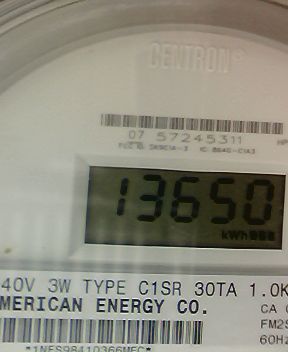 CENTRON®
07 57245311
13650
kWh
40V 3W TYPE C1SR 30TA 1.0K
MERICAN ENERGY CO. CA
FM2S
60Hz